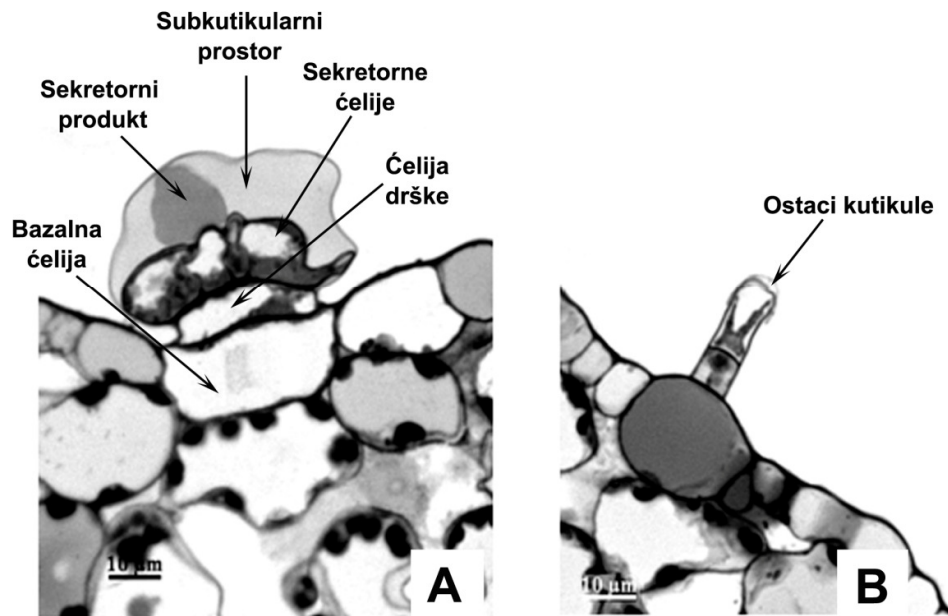 Subkutikularni
prostor
Sekretorni
produkt
Sekretorne
ćelije
Ćelija
drške
Bazalna
ćelija
10 µm
A
Ostaci kutikule
10 µm
B